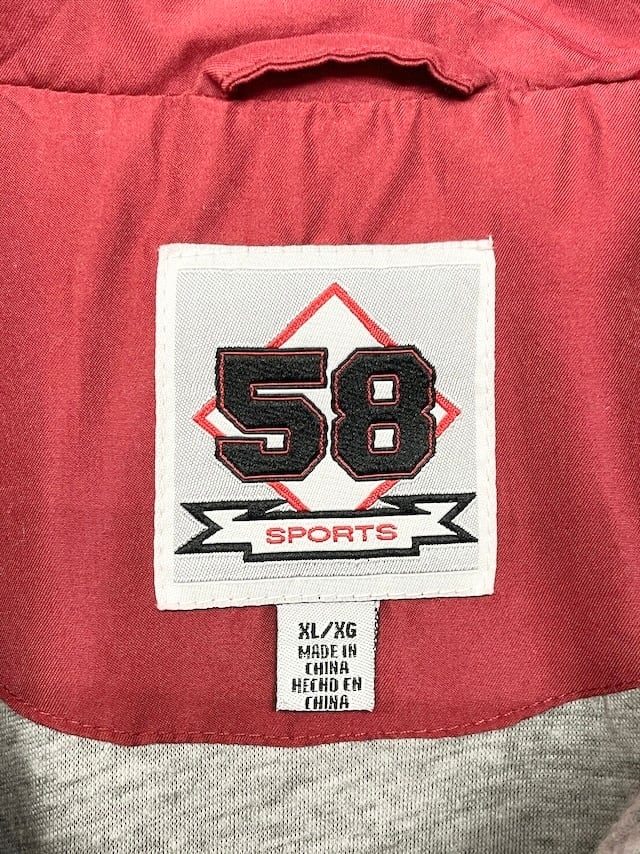 58
SPORTS
XL/XG
MADE IN
CHINA
HECHO EN
CHINA